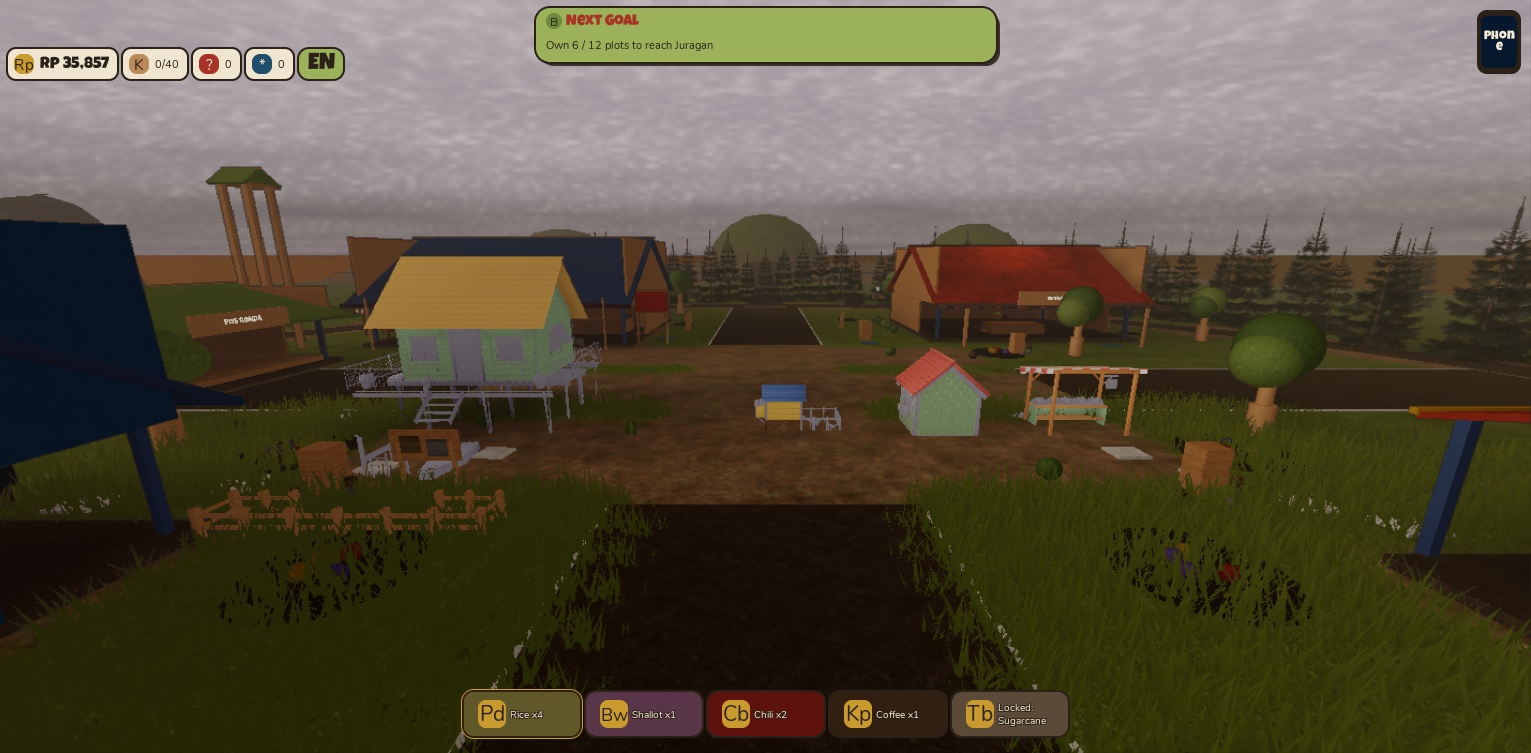 B NEXT GOAL
Own 6 / 12 plots to reach Juragan
Rp RP 35,857
K 0/40
? 0
* 0
EN
PHON
E
POS RONDA
Pd Rice x4
Bw Shallot x1
Cb Chili x2
Kp Coffee x1
Tb Locked:
Sugarcane